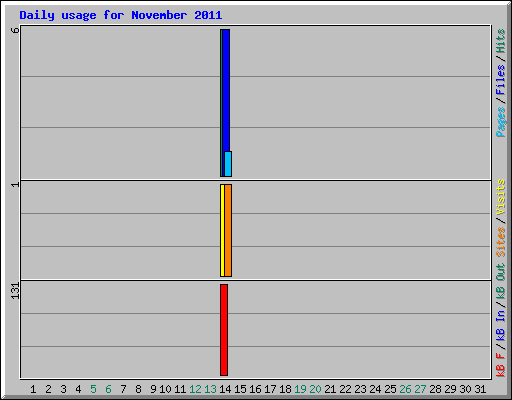 Daily usage for November 2011
6
Pages / Files / Hits
1
Sites / Visits
131
kB F / kB In / kB Out
1 2 3 4 5 6 7 8 9 10 11 12 13 14 15 16 17 18 19 20 21 22 23 24 25 26 27 28 29 30 31